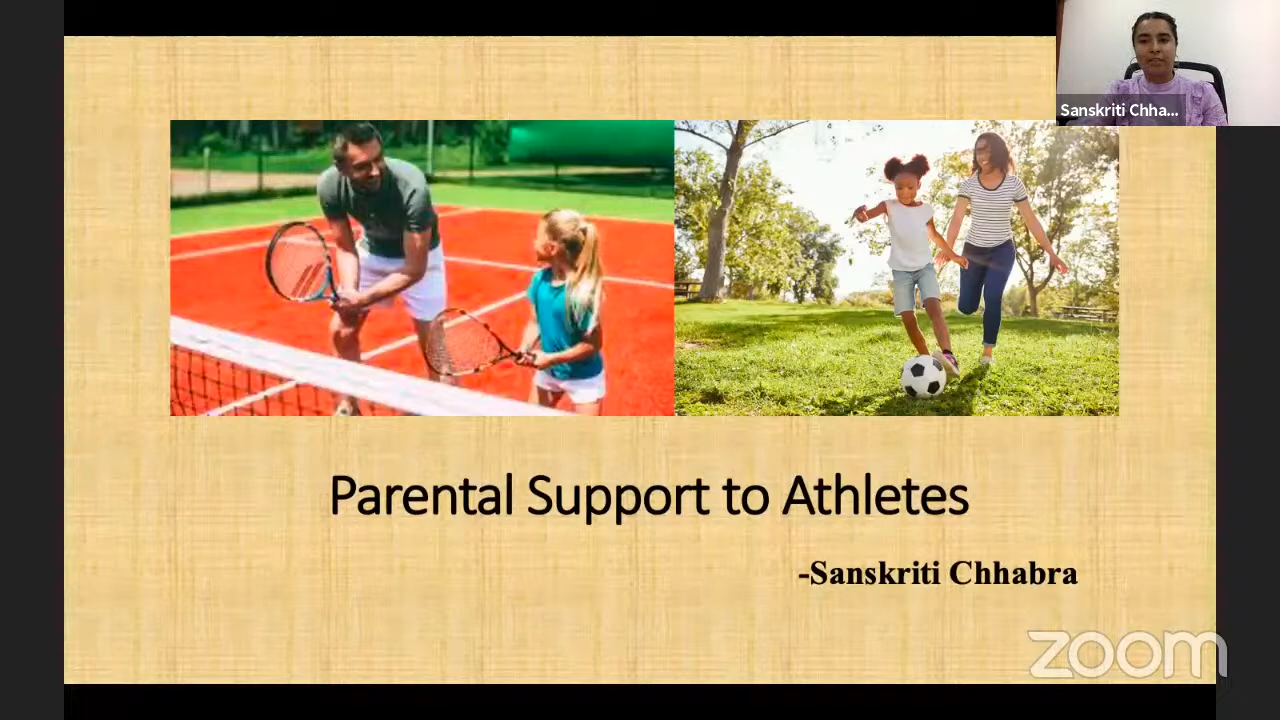 Sanskriti Chha...
Parental Support to Athletes
-Sanskriti Chhabra
zoom